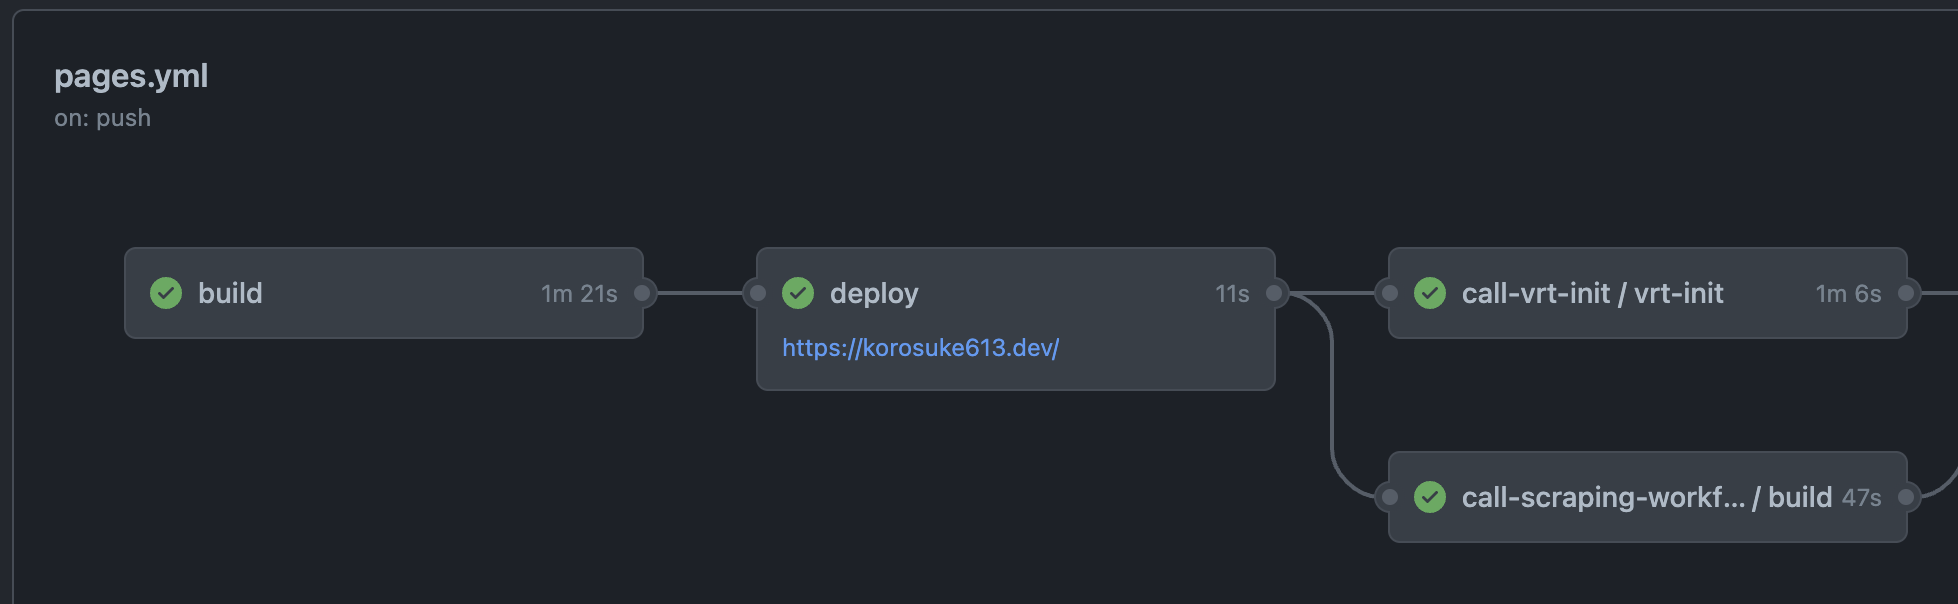 pages.yml
on: push
build 1m 21s
deploy 11s
https://korosuke613.dev/
call-vrt-init / vrt-init 1m 6s
call-scraping-workf... / build 47s